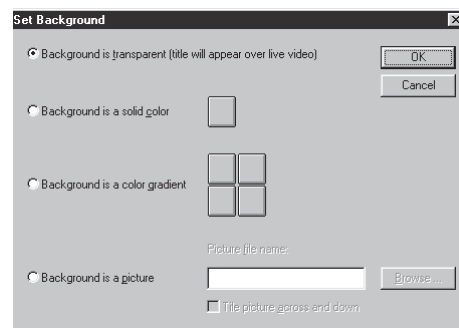 Set Background
Background is transparent (title will appear over live video)
OK
Cancel
Background is a solid color
Background is a color gradient
Picture file name:
Background is a picture
Browse ...
Tile picture across and down